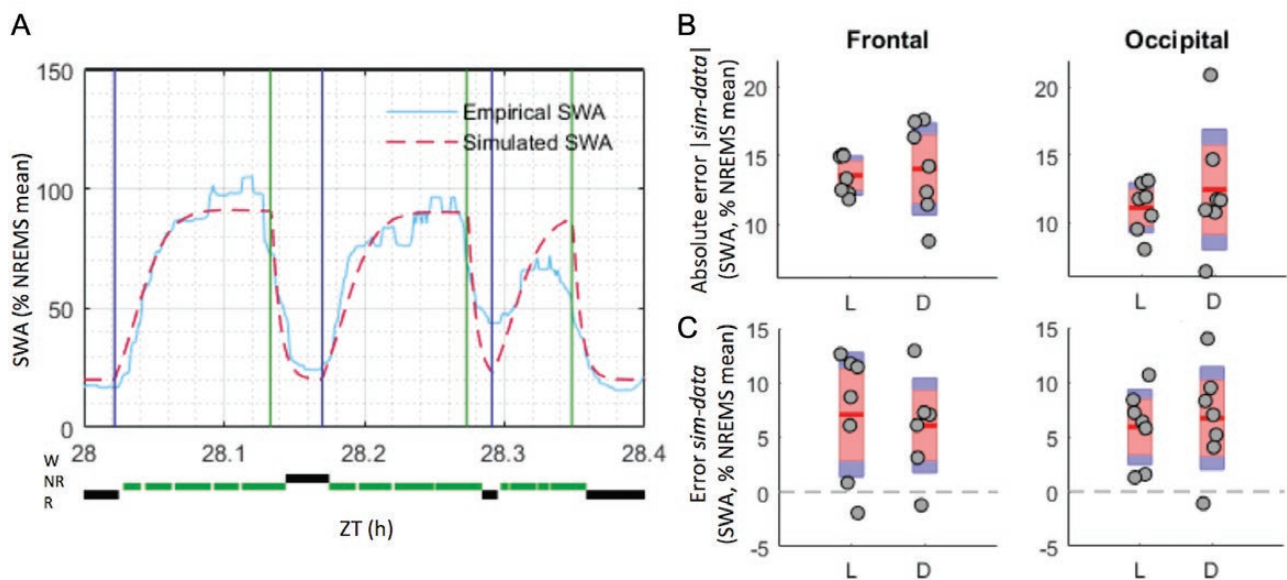 A
SWA (% NREMS mean)
150
100
50
0
Empirical SWA
Simulated SWA
28 28.1 28.2 28.3 28.4
W
NR
R
ZT (h)
B
Frontal Occipital
Absolute error |sim-data|
(SWA, % NREMS mean)
20
15
10
L D
20
15
10
L D
C
Error sim-data
(SWA, % NREMS mean)
15
10
5
0
-5
L D
15
10
5
0
-5
L D